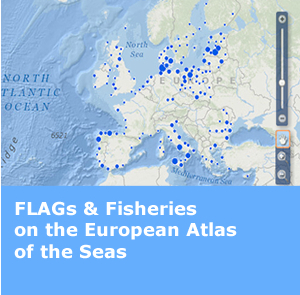 North
Sea
NORTH
ATLANTIC
OCEAN
EUROPE
Mediterranean Sea
FLAGs & Fisheries
on the European Atlas
of the Seas